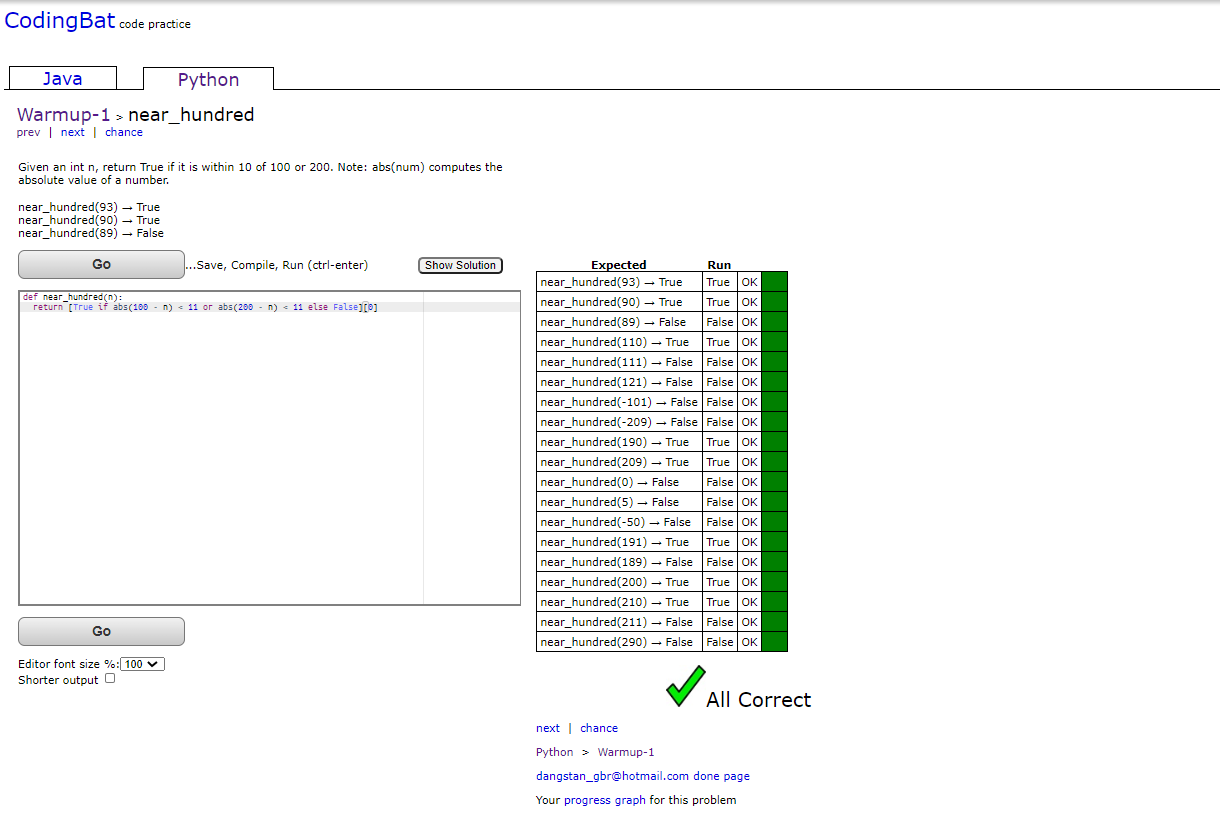 CodingBat code practice
Java
Python
Warmup-1 > near_hundred
prev | next | chance
Given an int n, return True if it is within 10 of 100 or 200. Note: abs(num) computes the
absolute value of a number.
near_hundred(93) → True
near_hundred(90) → True
near_hundred(89) → False
Go
...Save, Compile, Run (ctrl-enter)
Show Solution
def near_hundred(n):
return [True if abs(100 - n) < 11 or abs(200 - n) < 11 else False][0]
Go
Editor font size %: 100
Shorter output
Expected Run
near_hundred(93) → True True OK
near_hundred(90) → True True OK
near_hundred(89) → False False OK
near_hundred(110) → True True OK
near_hundred(111) → False False OK
near_hundred(121) → False False OK
near_hundred(-101) → False False OK
near_hundred(-209) → False False OK
near_hundred(190) → True True OK
near_hundred(209) → True True OK
near_hundred(0) → False False OK
near_hundred(5) → False False OK
near_hundred(-50) → False False OK
near_hundred(191) → True True OK
near_hundred(189) → False False OK
near_hundred(200) → True True OK
near_hundred(210) → True True OK
near_hundred(211) → False False OK
near_hundred(290) → False False OK
All Correct
next | chance
Python > Warmup-1
dangstan_gbr@hotmail.com done page
Your progress graph for this problem